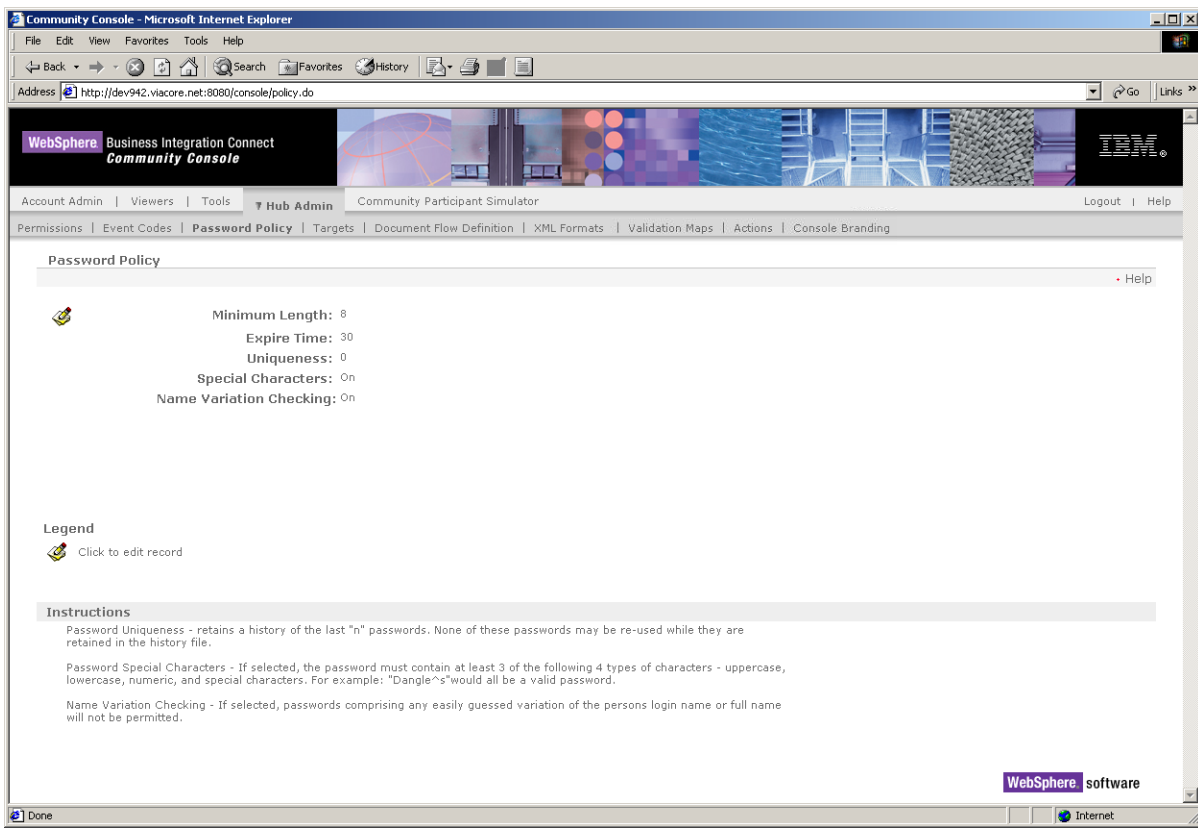 Community Console - Microsoft Internet Explorer
File Edit View Favorites Tools Help
Back Search Favorites History
Address http://dev942.viacore.net:8080/console/policy.do Go Links »
WebSphere. Business Integration Connect
Community Console
IBM®
Account Admin | Viewers | Tools Hub Admin Community Participant Simulator Logout | Help
Permissions | Event Codes | Password Policy | Targets | Document Flow Definition | XML Formats | Validation Maps | Actions | Console Branding
Password Policy
Help
Minimum Length: 8
Expire Time: 30
Uniqueness: 0
Special Characters: On
Name Variation Checking: On
Legend
Click to edit record
Instructions
Password Uniqueness - retains a history of the last "n" passwords. None of these passwords may be re-used while they are
retained in the history file.
Password Special Characters - If selected, the password must contain at least 3 of the following 4 types of characters - uppercase,
lowercase, numeric, and special characters. For example: "Dangle^s"would all be a valid password.
Name Variation Checking - If selected, passwords comprising any easily guessed variation of the persons login name or full name
will not be permitted.
WebSphere. software
Done Internet